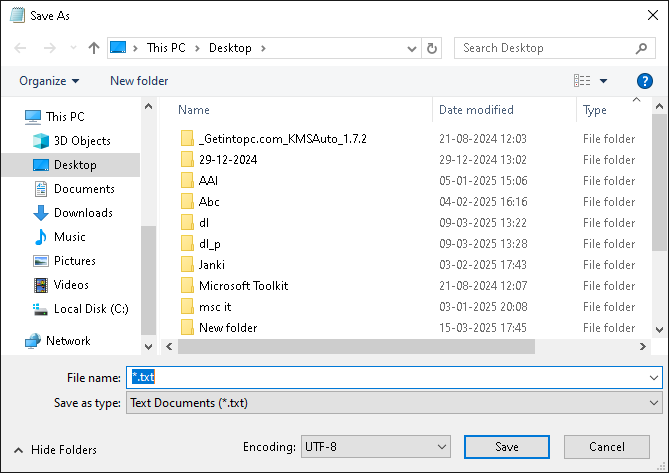 Save As
This PC > Desktop >
Search Desktop
Organize New folder
Name Date modified Type
This PC
3D Objects
Desktop
Documents
Downloads
Music
Pictures
Videos
Local Disk (C:)
Network
_Getintopc.com_KMSAuto_1.7.2 21-08-2024 12:03 File folder
29-12-2024 29-12-2024 13:02 File folder
AAI 05-01-2025 15:06 File folder
Abc 04-02-2025 16:16 File folder
dl 09-03-2025 13:22 File folder
dl_p 09-03-2025 13:28 File folder
Janki 03-02-2025 17:43 File folder
Microsoft Toolkit 21-08-2024 12:07 File folder
msc it 03-01-2025 20:08 File folder
New folder 15-03-2025 17:45 File folder
File name: *.txt
Save as type: Text Documents (*.txt)
Hide Folders Encoding: UTF-8 Save Cancel